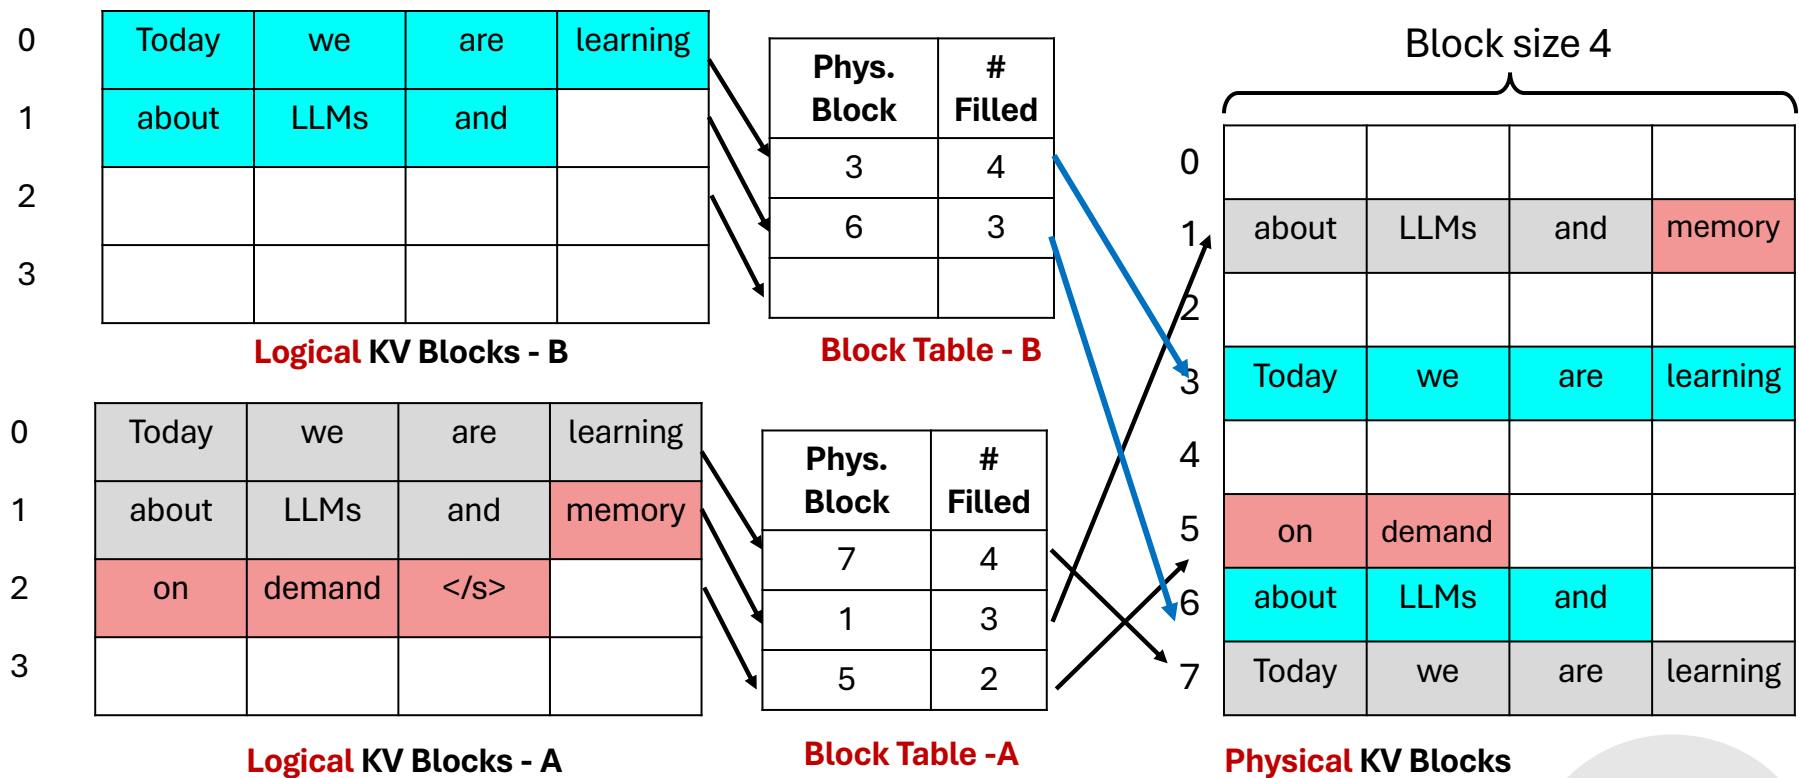 0 Today we are learning
1 about LLMs and
2
3
Logical KV Blocks - B
Phys. Block # Filled
3 4
6 3
Block Table - B
0 Today we are learning
1 about LLMs and memory
2 on demand </s>
3
Logical KV Blocks - A
Phys. Block # Filled
7 4
1 3
5 2
Block Table -A
Block size 4
0
1 about LLMs and memory
2
3 Today we are learning
4
5 on demand
6 about LLMs and
7 Today we are learning
Physical KV Blocks